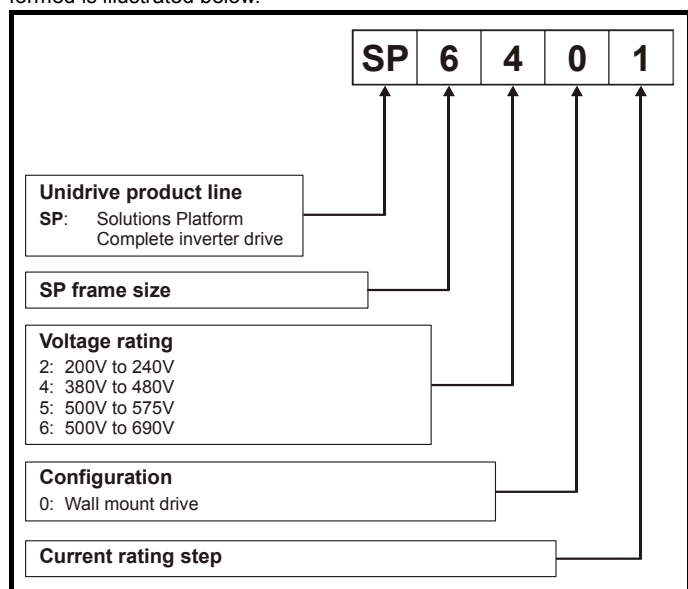 formed is illustrated below.
SP 6 4 0 1
Unidrive product line
SP: Solutions Platform
Complete inverter drive
SP frame size
Voltage rating
2: 200V to 240V
4: 380V to 480V
5: 500V to 575V
6: 500V to 690V
Configuration
0: Wall mount drive
Current rating step